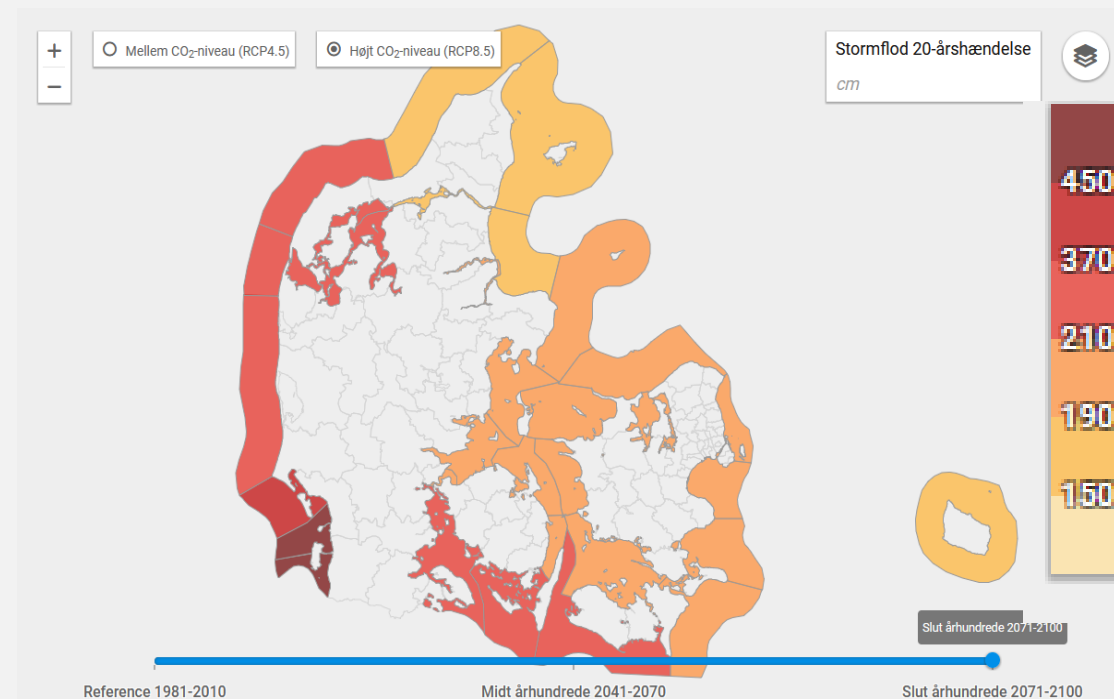 +
−
Mellem CO₂-niveau (RCP4.5)
Højt CO₂-niveau (RCP8.5)
Stormflod 20-årshændelse
cm
450
370
210
190
150
Slut århundrede 2071-2100
Reference 1981-2010
Midt århundrede 2041-2070
Slut århundrede 2071-2100